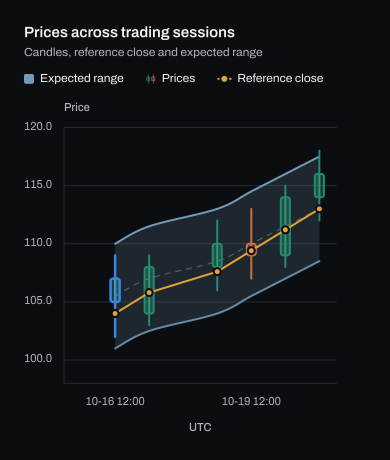 Prices across trading sessions
Candles, reference close and expected range
Expected range Prices Reference close
Price
120.0
115.0
110.0
105.0
100.0
10-16 12:00 10-19 12:00
UTC